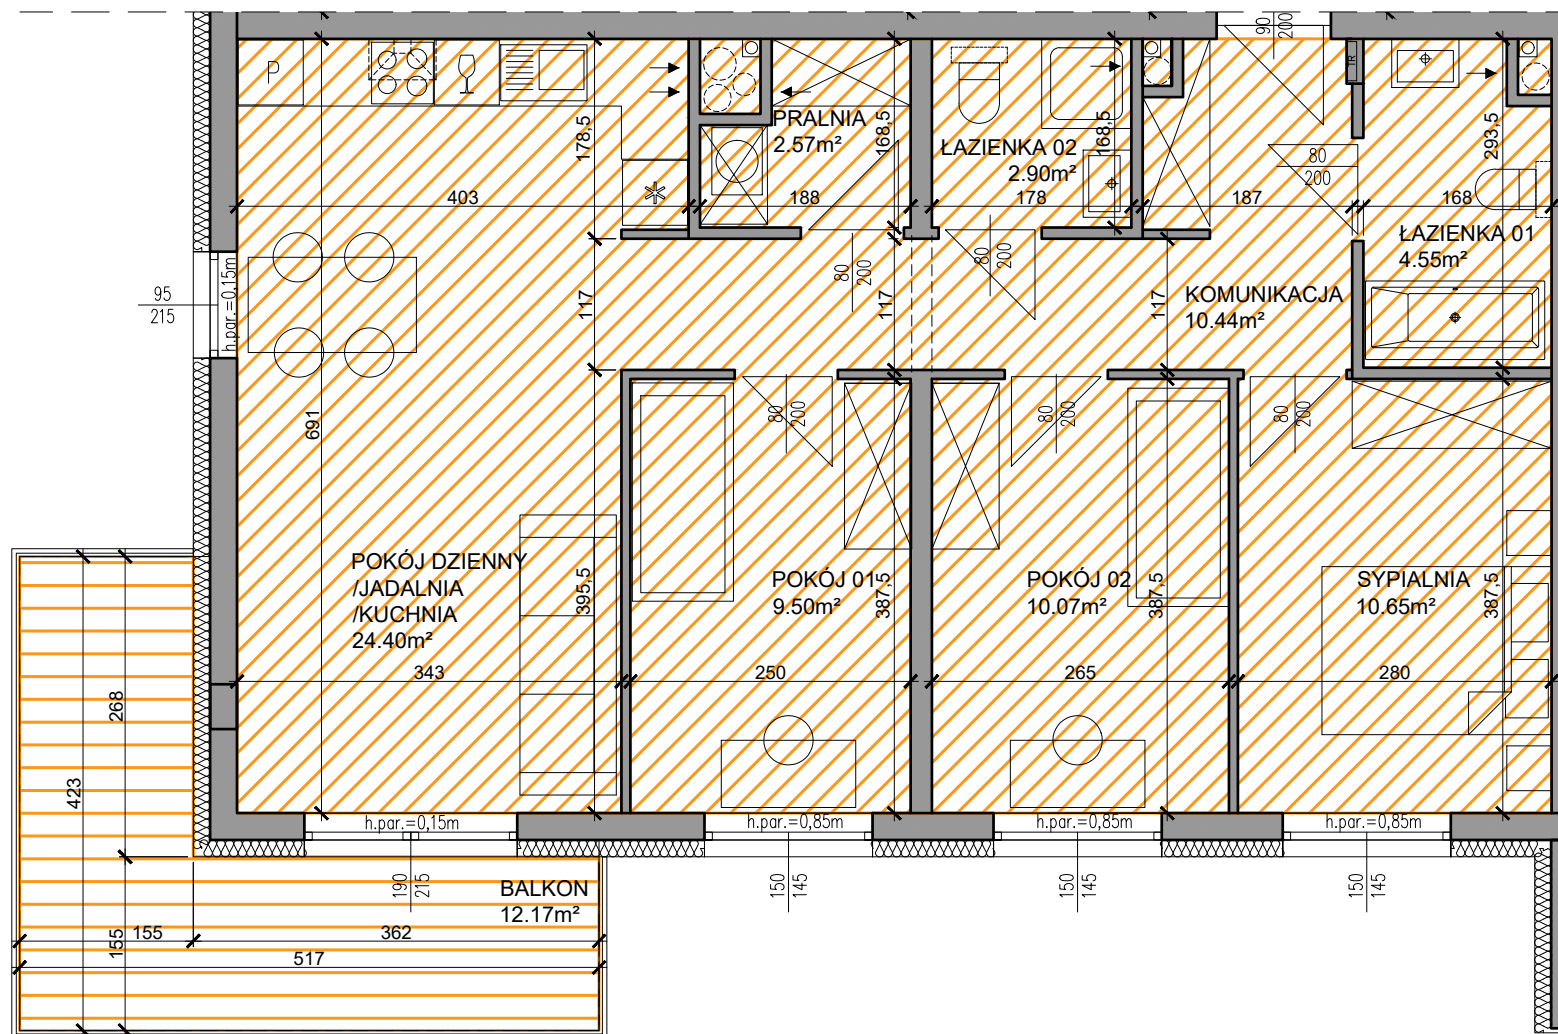 90
200
P
TR
PRALNIA
2.57m²
178,5
168,5
ŁAZIENKA 02
2.90m²
168,5
293,5
80
200
403
188
178
187
168
ŁAZIENKA 01
4.55m²
95
215
h.par.=0,15m
117
80
200
117
80
200
117
KOMUNIKACJA
10.44m²
691
80
200
80
200
80
200
POKÓJ DZIENNY
/JADALNIA
/KUCHNIA
24.40m²
395,5
POKÓJ 01
9.50m²
387,5
POKÓJ 02
10.07m²
387,5
SYPIALNIA
10.65m²
387,5
343
250
265
280
268
423
h.par.=0,15m
h.par.=0,85m
h.par.=0,85m
h.par.=0,85m
190
215
150
145
150
145
150
145
BALKON
12.17m²
155
155
362
517